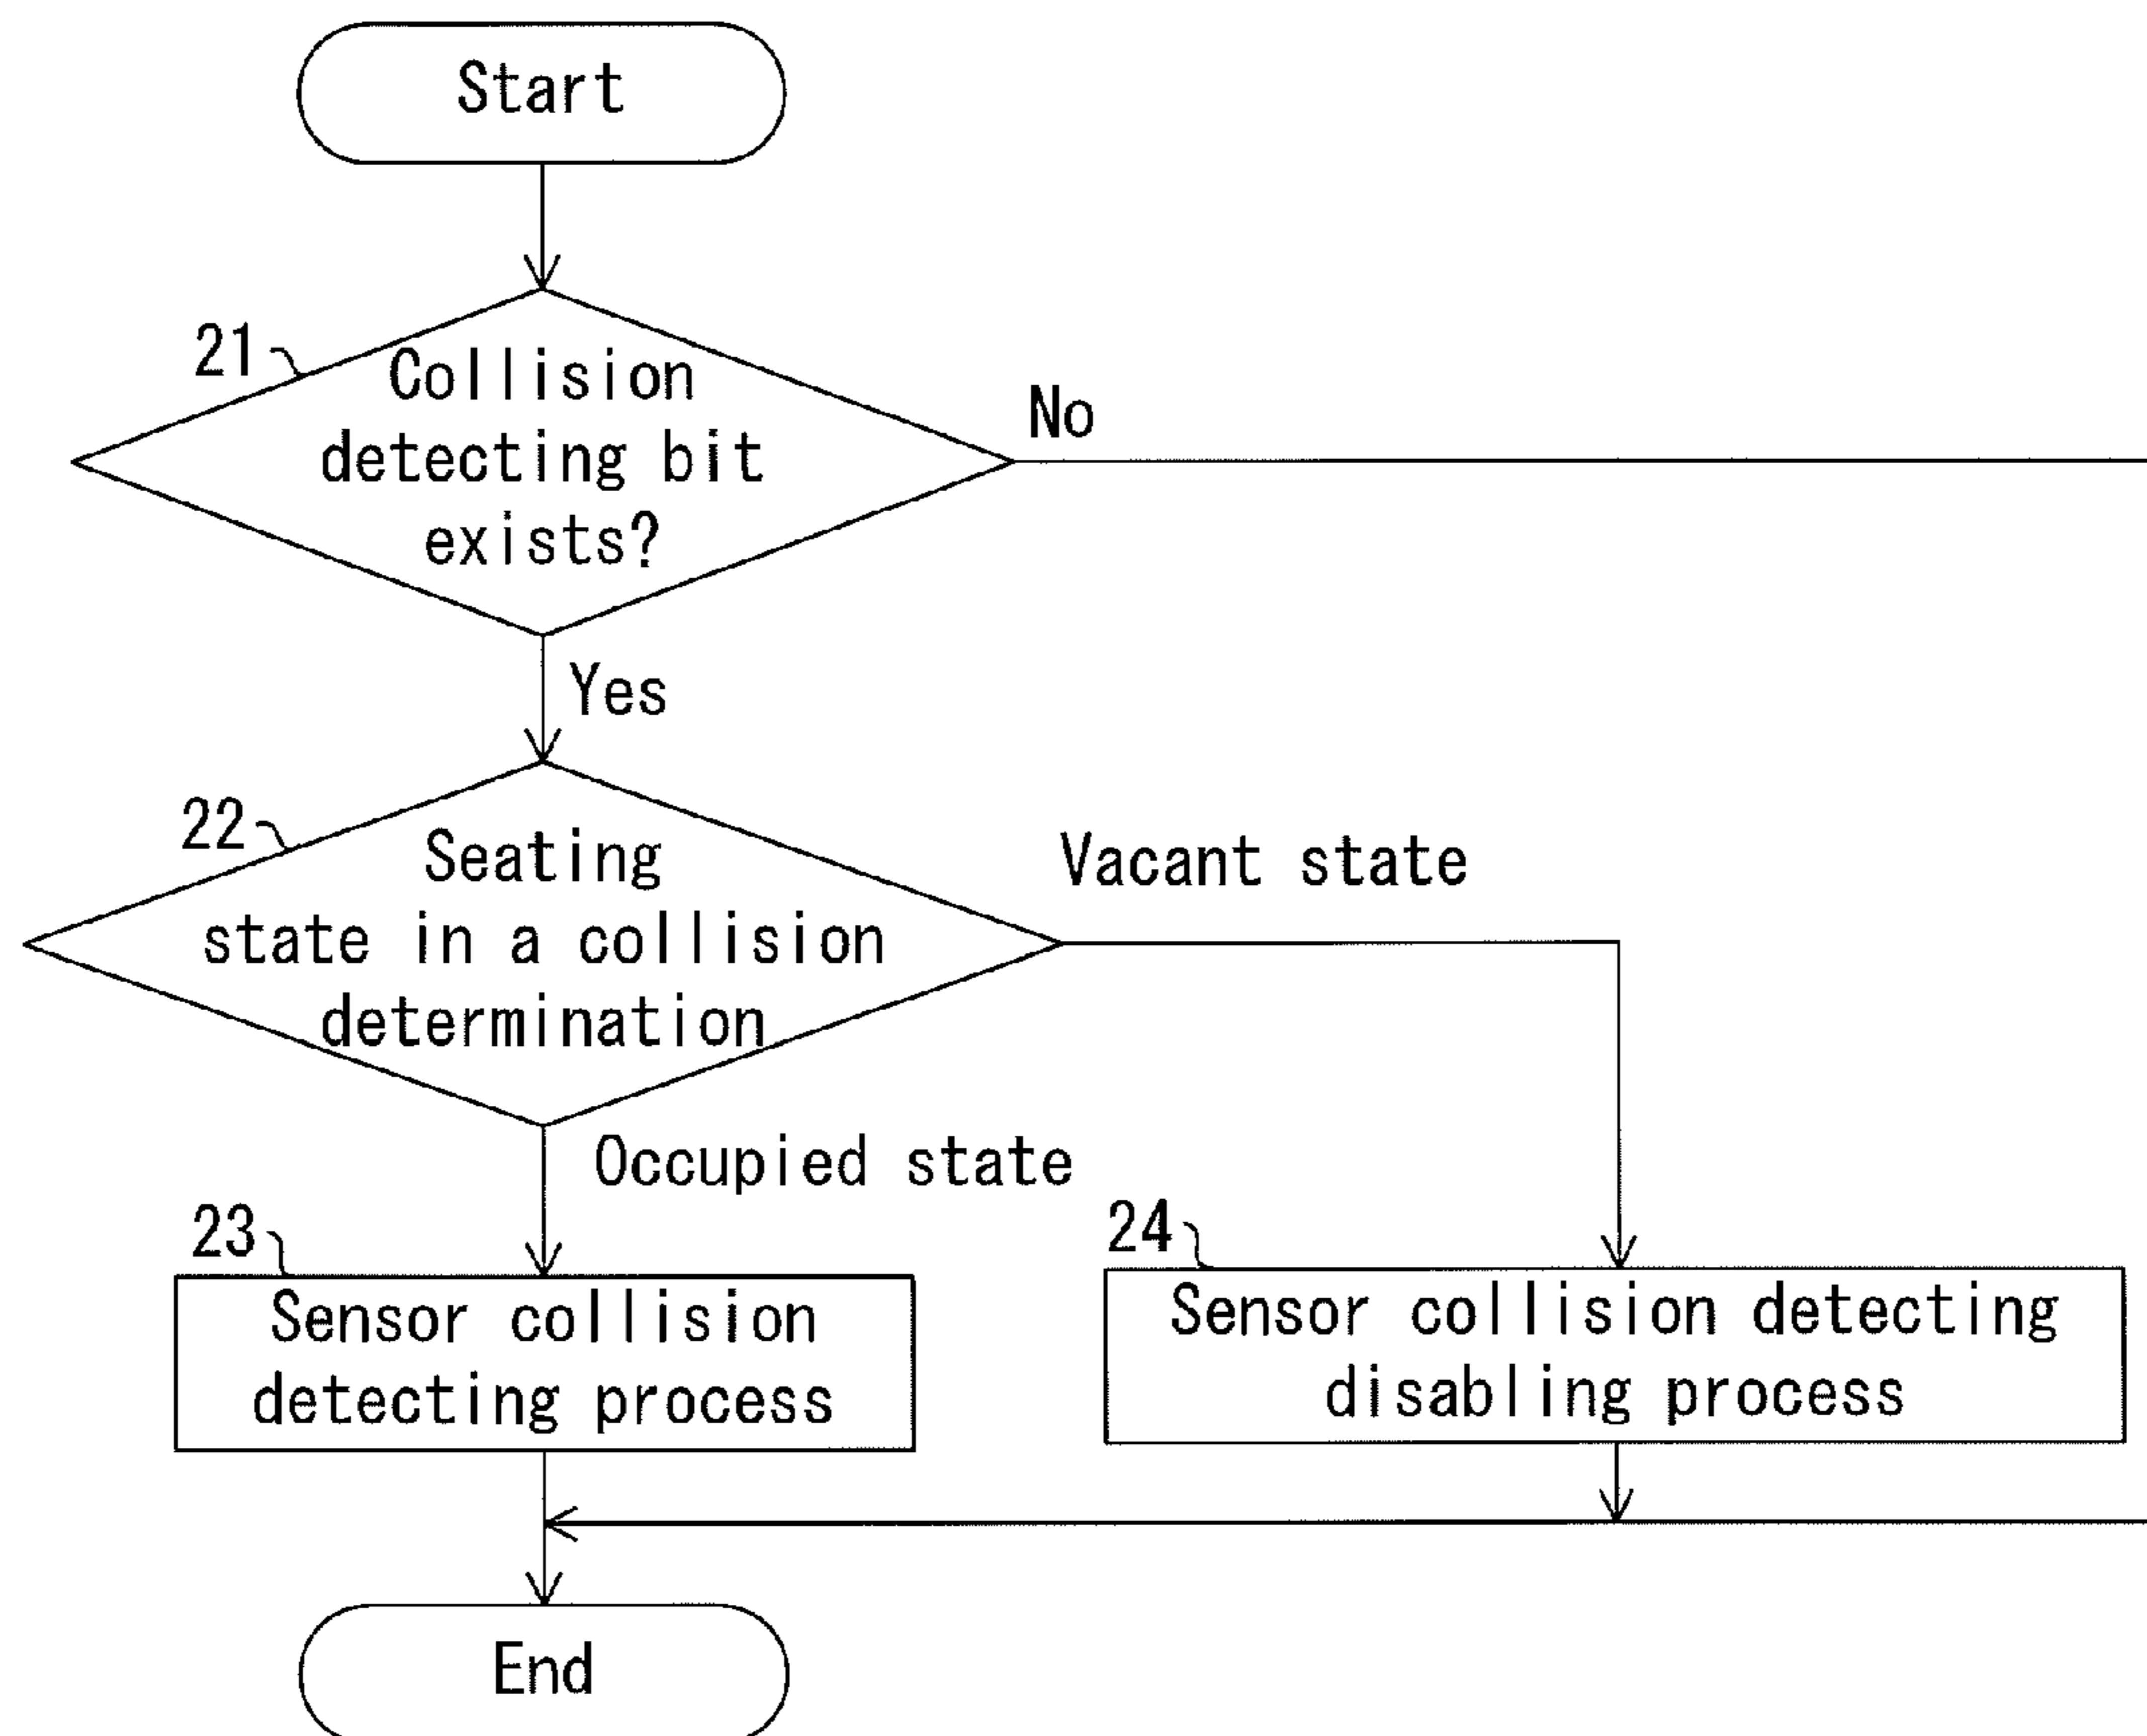 Start
21
Collision
detecting bit
exists?
No
Yes
22
Seating
state in a collision
determination
Vacant state
Occupied state
23
Sensor collision
detecting process
24
Sensor collision detecting
disabling process
End